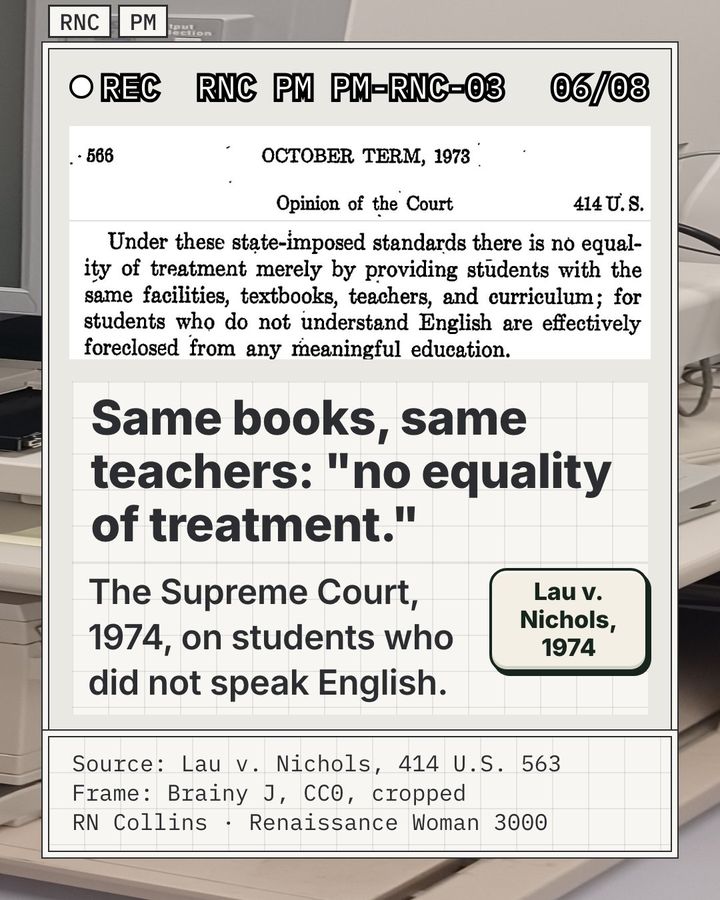 RNC PM
REC RNC PM PM-RNC-03 06/08
566 OCTOBER TERM, 1973
Opinion of the Court 414 U.S.
Under these state-imposed standards there is no equal-
ity of treatment merely by providing students with the
same facilities, textbooks, teachers, and curriculum; for
students who do not understand English are effectively
foreclosed from any meaningful education.
Same books, same
teachers: "no equality
of treatment."
The Supreme Court,
1974, on students who
did not speak English.
Lau v.
Nichols,
1974
Source: Lau v. Nichols, 414 U.S. 563
Frame: Brainy J, CC0, cropped
RN Collins · Renaissance Woman 3000